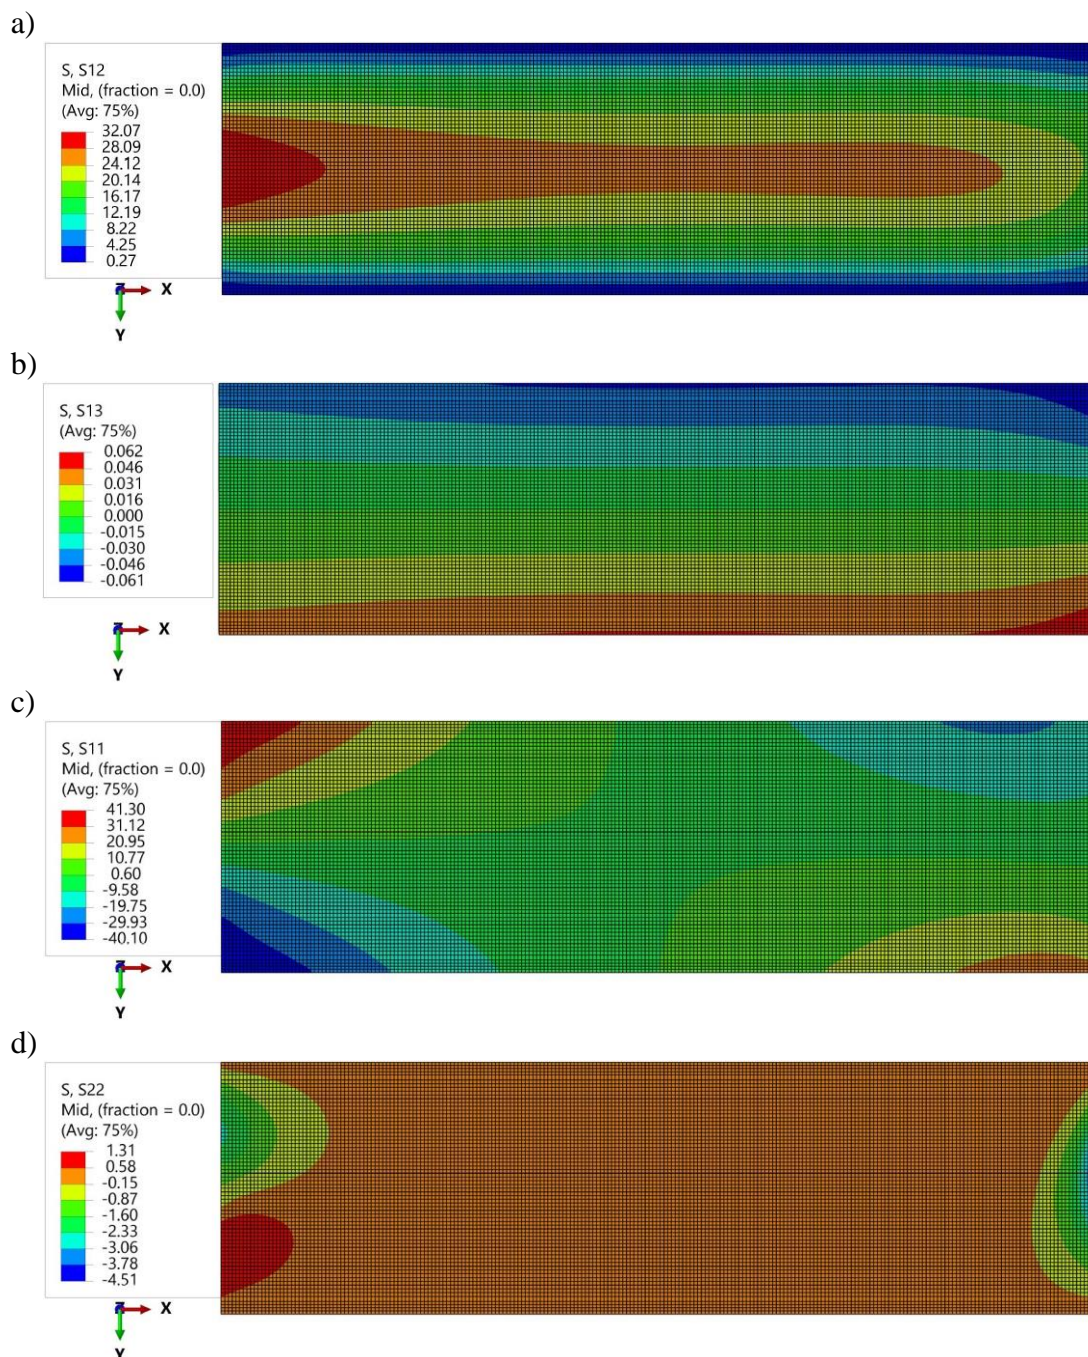 a)
S, S12
Mid, (fraction = 0.0)
(Avg: 75%)
32.07
28.09
24.12
20.14
16.17
12.19
8.22
4.25
0.27
X
Y
b)
S, S13
(Avg: 75%)
0.062
0.046
0.031
0.016
0.000
-0.015
-0.030
-0.046
-0.061
X
Y
c)
S, S11
Mid, (fraction = 0.0)
(Avg: 75%)
41.30
31.12
20.95
10.77
0.60
-9.58
-19.75
-29.93
-40.10
X
Y
d)
S, S22
Mid, (fraction = 0.0)
(Avg: 75%)
1.31
0.58
-0.15
-0.87
-1.60
-2.33
-3.06
-3.78
-4.51
X
Y